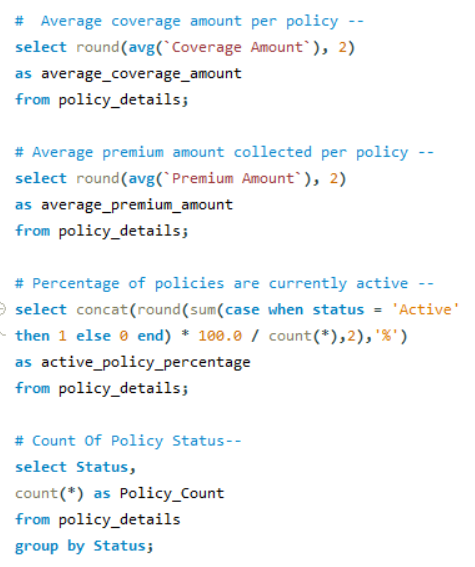 #  Average coverage amount per policy --
select round(avg(`Coverage Amount`), 2)
as average_coverage_amount
from policy_details;
# Average premium amount collected per policy --
select round(avg(`Premium Amount`), 2)
as average_premium_amount
from policy_details;
# Percentage of policies are currently active --
select concat(round(sum(case when status = 'Active'
then 1 else 0 end) * 100.0 / count(*),2),'%')
as active_policy_percentage
from policy_details;
# Count Of Policy Status--
select Status,
count(*) as Policy_Count
from policy_details
group by Status;